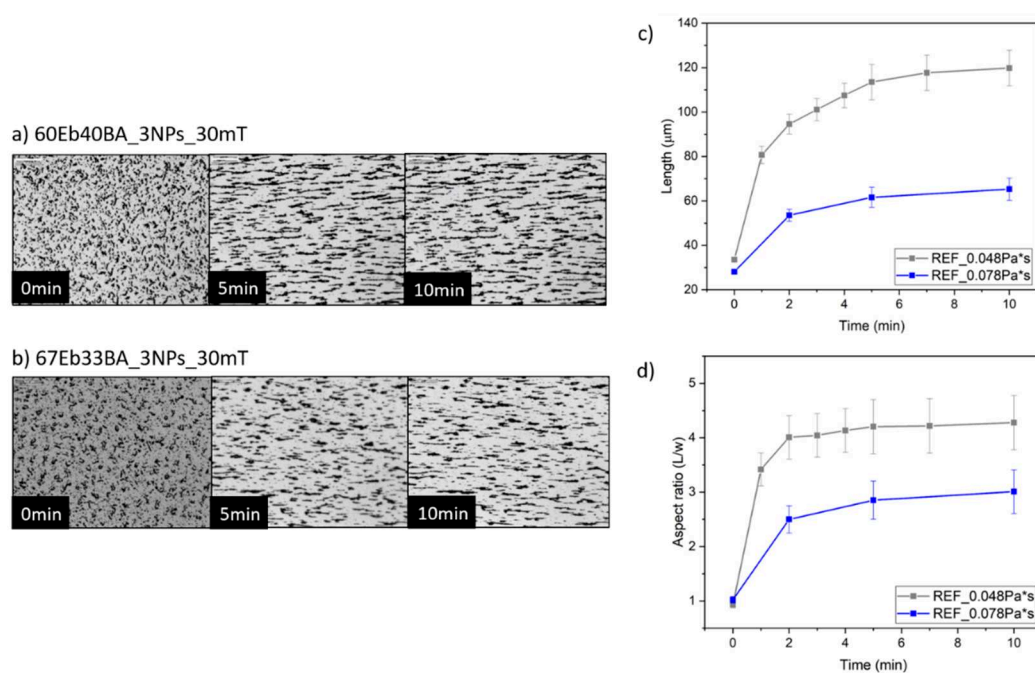 a) 60Eb40BA_3NPs_30mT
0min
5min
10min
b) 67Eb33BA_3NPs_30mT
0min
5min
10min
c)
140
120
100
80
60
40
20
Length (μm)
0 2 4 6 8 10
Time (min)
REF_0.048Pa*s
REF_0.078Pa*s
d)
5
4
3
2
1
Aspect ratio (L/w)
0 2 4 6 8 10
Time (min)
REF_0.048Pa*s
REF_0.078Pa*s